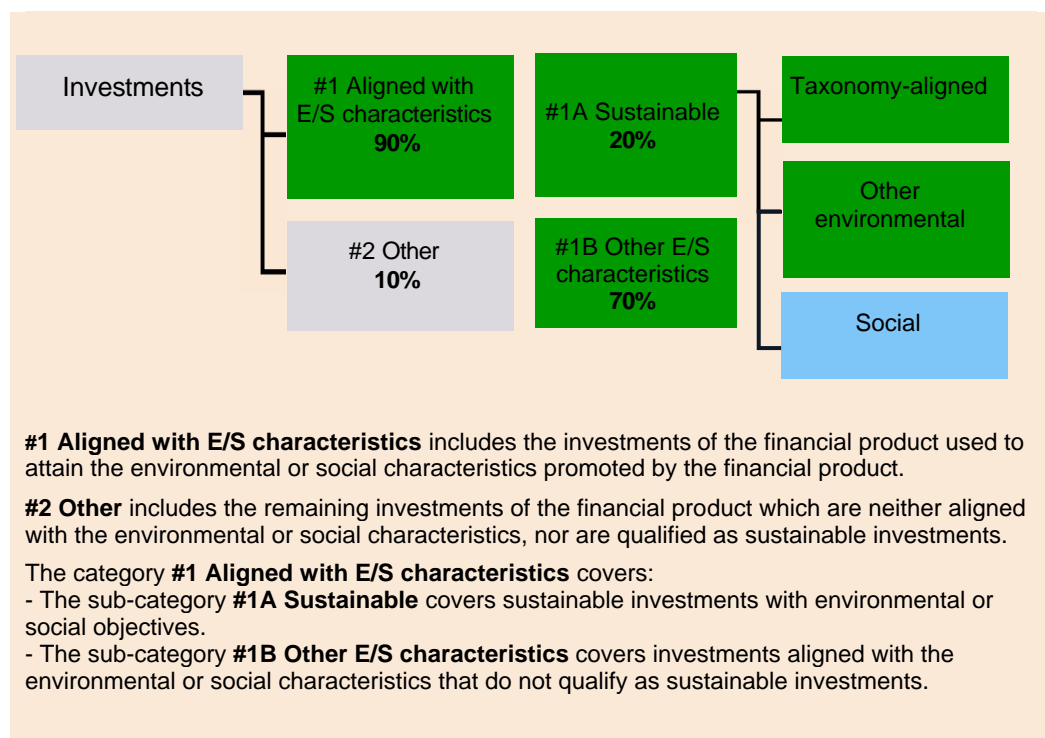 Investments
#1 Aligned with
E/S characteristics
90%
#2 Other
10%
#1A Sustainable
20%
#1B Other E/S
characteristics
70%
Taxonomy-aligned
Other
environmental
Social
#1 Aligned with E/S characteristics includes the investments of the financial product used to
attain the environmental or social characteristics promoted by the financial product.
#2 Other includes the remaining investments of the financial product which are neither aligned
with the environmental or social characteristics, nor are qualified as sustainable investments.
The category #1 Aligned with E/S characteristics covers:
- The sub-category #1A Sustainable covers sustainable investments with environmental or
social objectives.
- The sub-category #1B Other E/S characteristics covers investments aligned with the
environmental or social characteristics that do not qualify as sustainable investments.